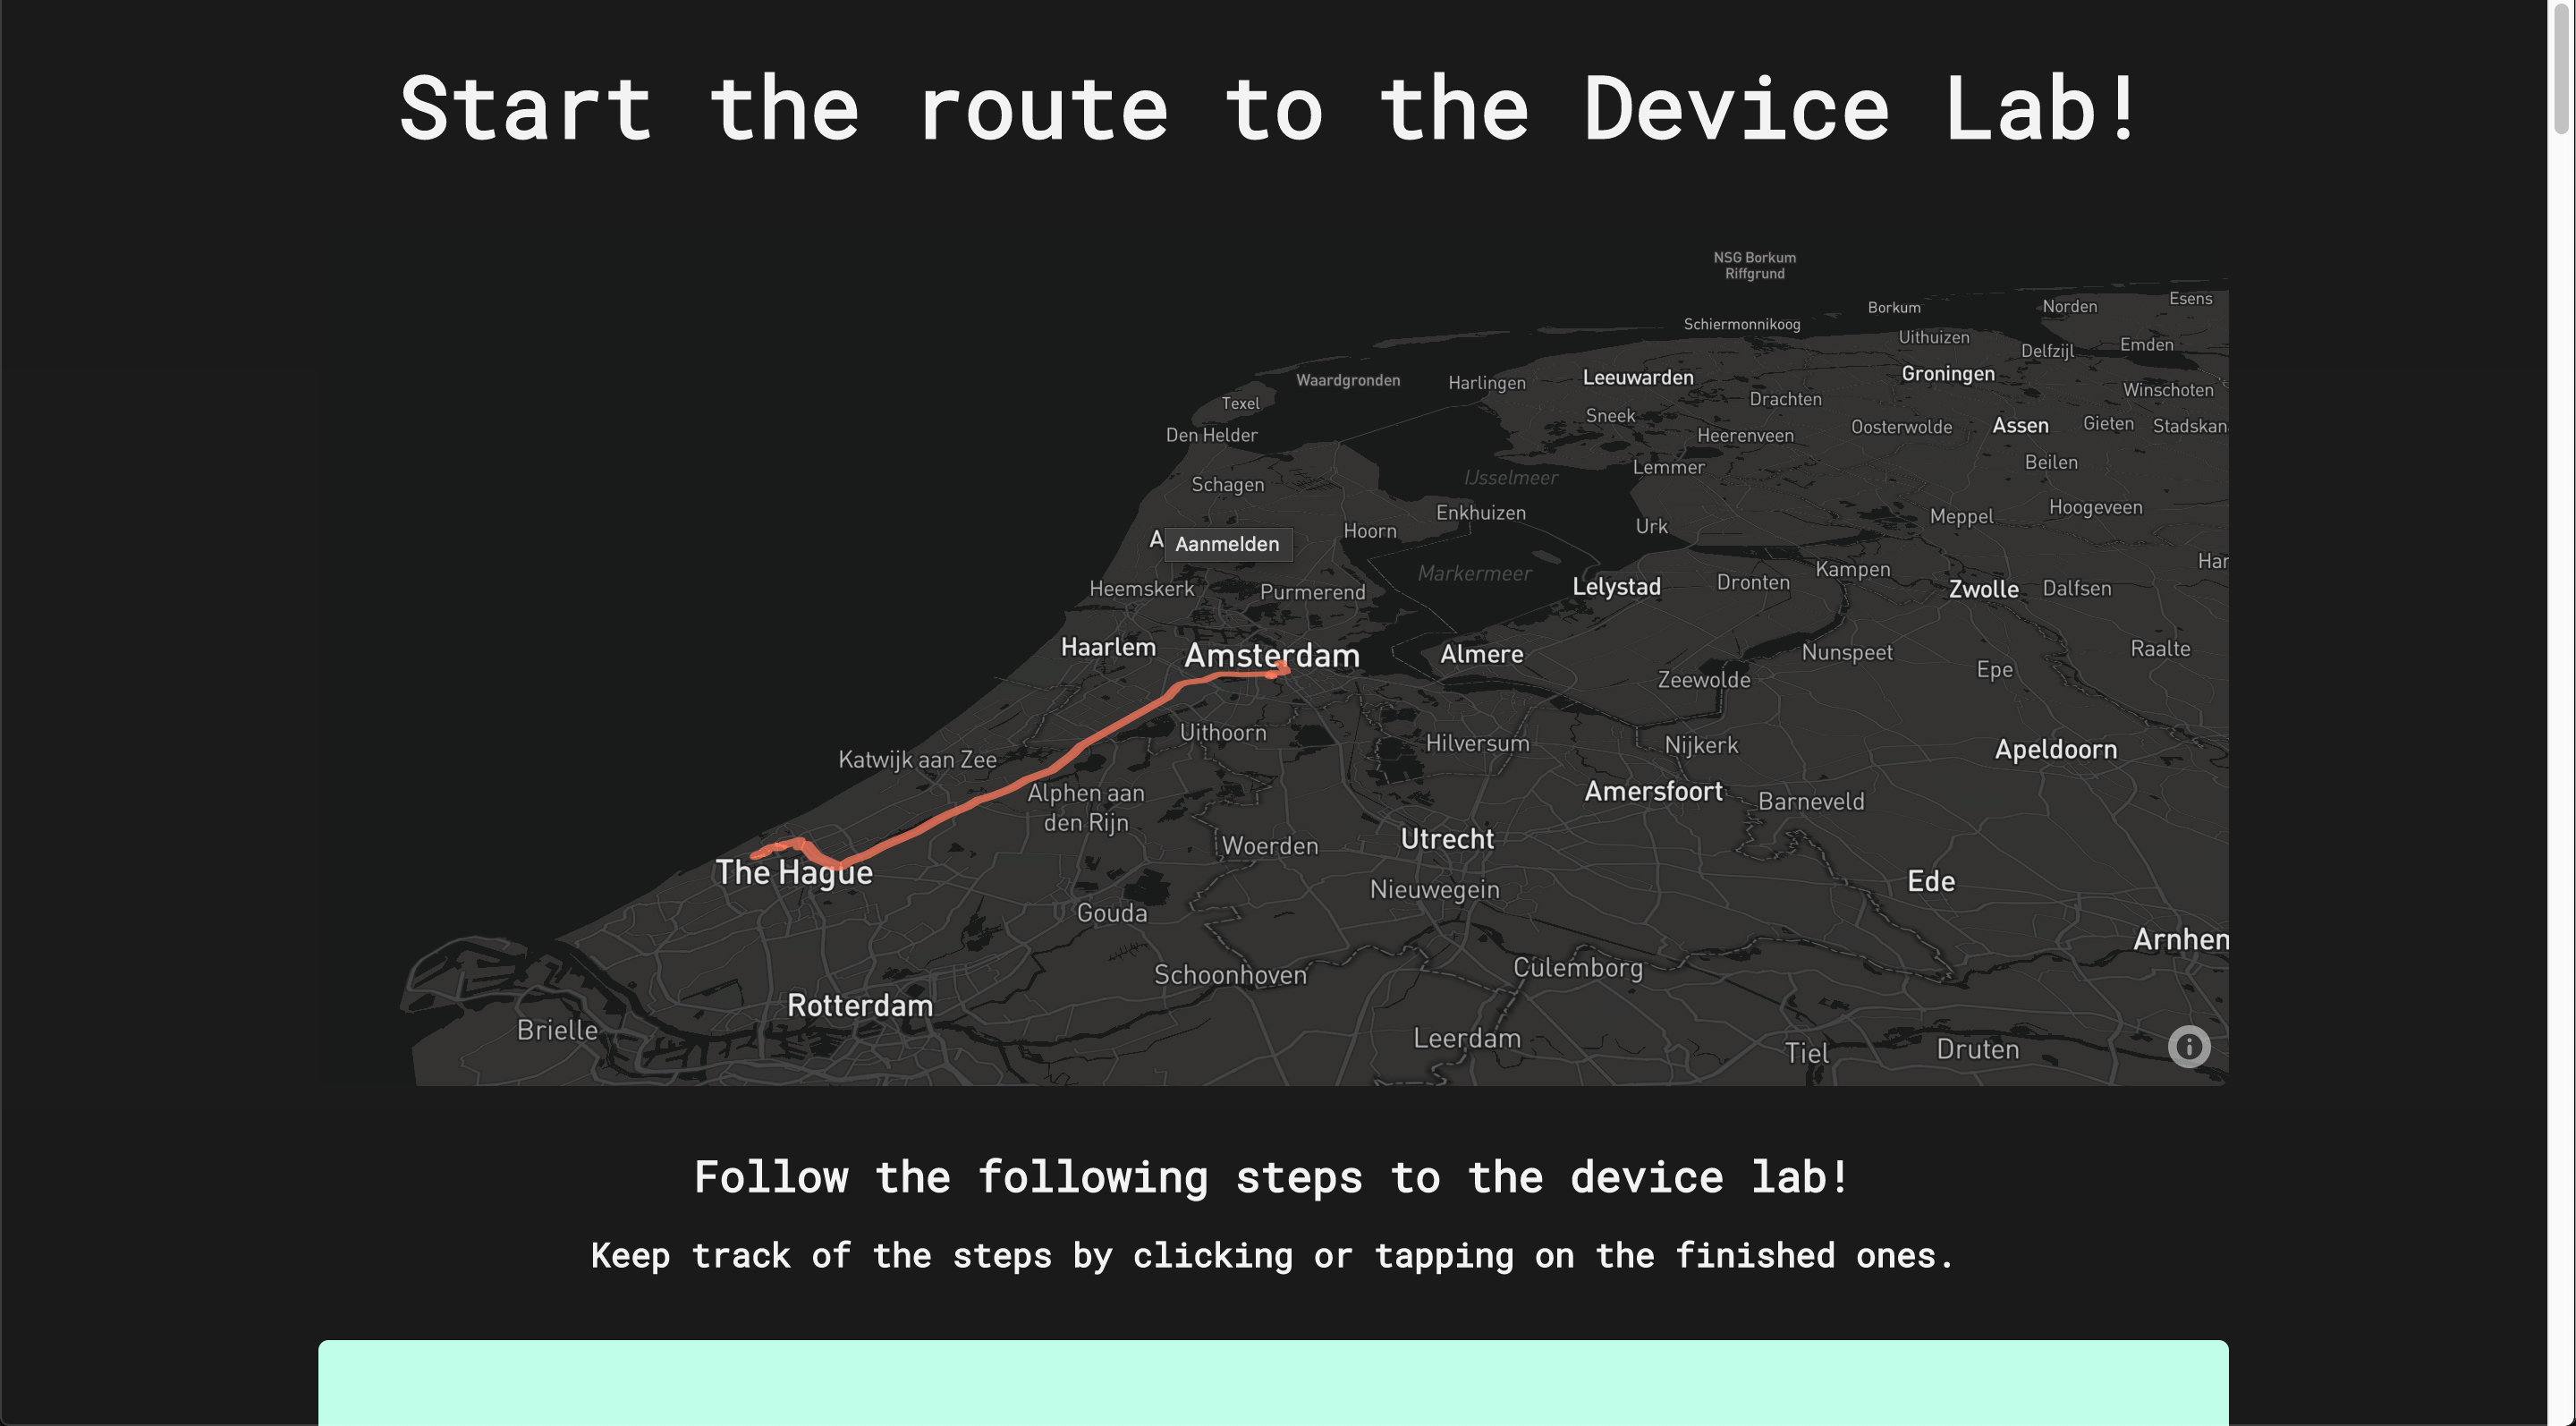 Start the route to the Device Lab!
NSG Borkum
Riffgrund
Esens
Norden
Borkum
Schiermonnikoog
Uithuizen
Emden
Delfzijl
Groningen
Leeuwarden
Waardgronden
Harlingen
Winschoten
Drachten
Texel
Sneek
Gieten
Stadskan
Assen
Oosterwolde
Den Helder
Heerenveen
Beilen
Lemmer
IJsselmeer
Schagen
Hoogeveen
Enkhuizen
Meppel
Urk
Hoorn
A
Aanmelden
Har
Kampen
Markermeer
Dronten
Lelystad
Heemskerk
Purmerend
Zwolle
Dalfsen
Haarlem
Amsterdam
Almere
Nunspeet
Raalte
Epe
Zeewolde
Uithoorn
Hilversum
Nijkerk
Apeldoorn
Katwijk aan Zee
Amersfoort
Barneveld
Alphen aan
den Rijn
Utrecht
Woerden
The Hague
Ede
Nieuwegein
Gouda
Arnhen
Culemborg
Schoonhoven
Rotterdam
Brielle
Leerdam
Tiel
Druten
Follow the following steps to the device lab!
Keep track of the steps by clicking or tapping on the finished ones.